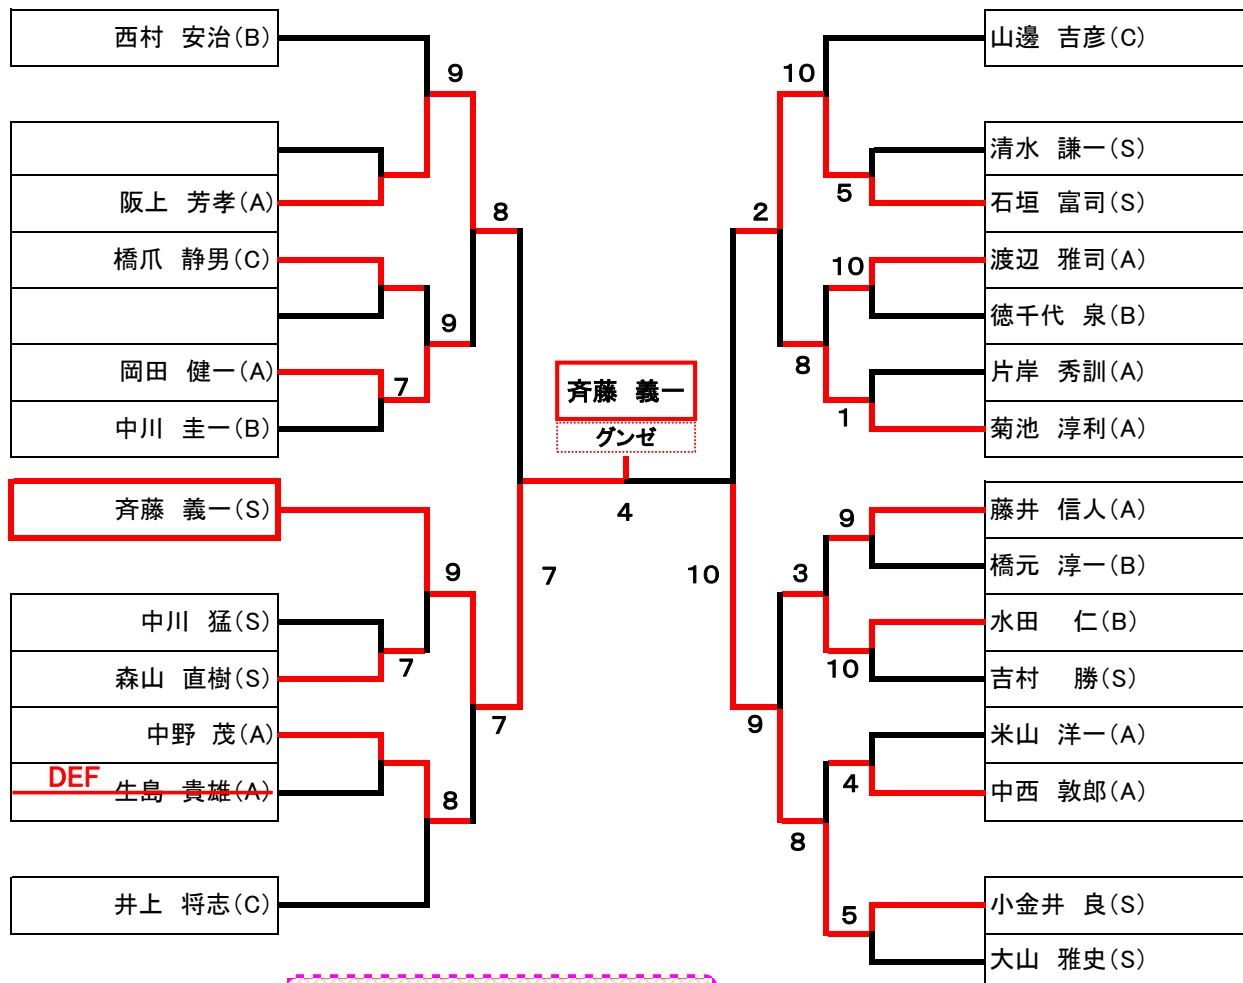 西村 安治(B)
9
阪上 芳孝(A)
8
橋爪 静男(C)
9
岡田 健一(A)
7
中川 圭一(B)
斉藤 義一(S)
9
中川 猛(S)
7
森山 直樹(S)
7
中野 茂(A)
DEF
生島 貴雄(A)
8
井上 将志(C)
7
斉藤 義一
グンゼ
4
山邊 吉彦(C)
10
清水 謙一(S)
5
石垣 富司(S)
2
渡辺 雅司(A)
10
徳千代 泉(B)
8
片岸 秀訓(A)
1
菊池 淳利(A)
10
藤井 信人(A)
9
橋元 淳一(B)
3
水田 仁(B)
10
吉村 勝(S)
9
米山 洋一(A)
4
中西 敦郎(A)
8
小金井 良(S)
5
大山 雅史(S)